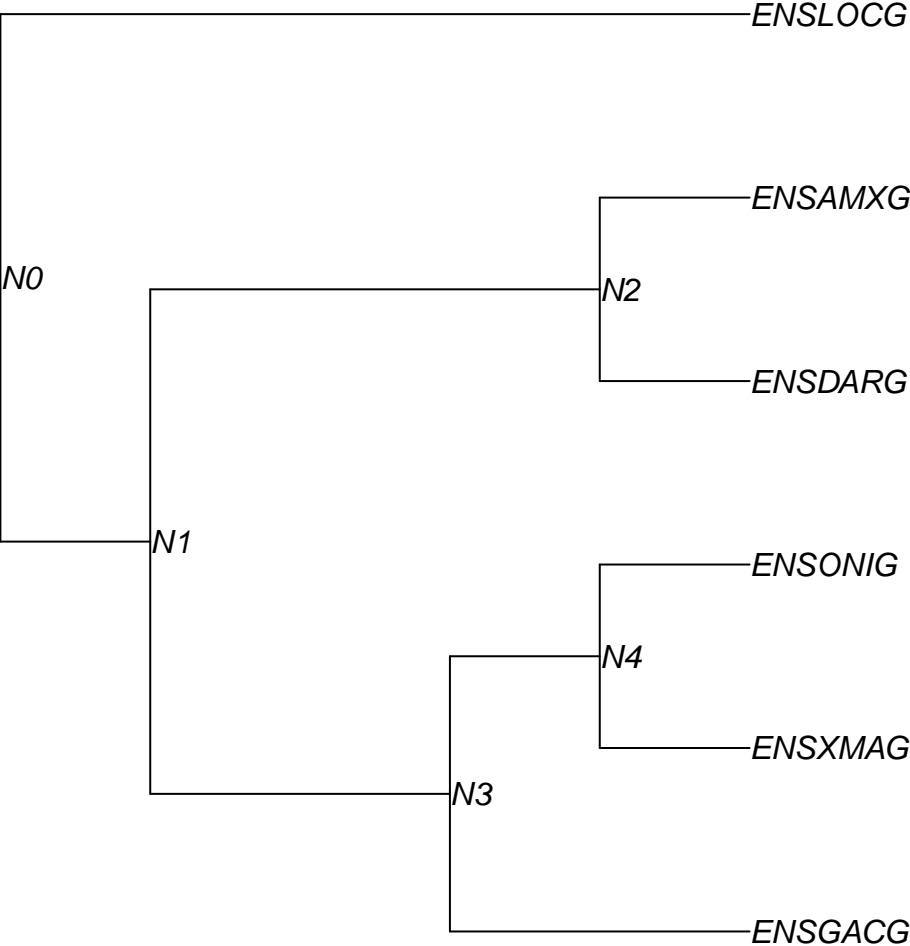 ENSLOCG
ENSAMXG
N0
N2
ENSDARG
N1
ENSONIG
N4
ENSXMAG
N3
ENSGACG